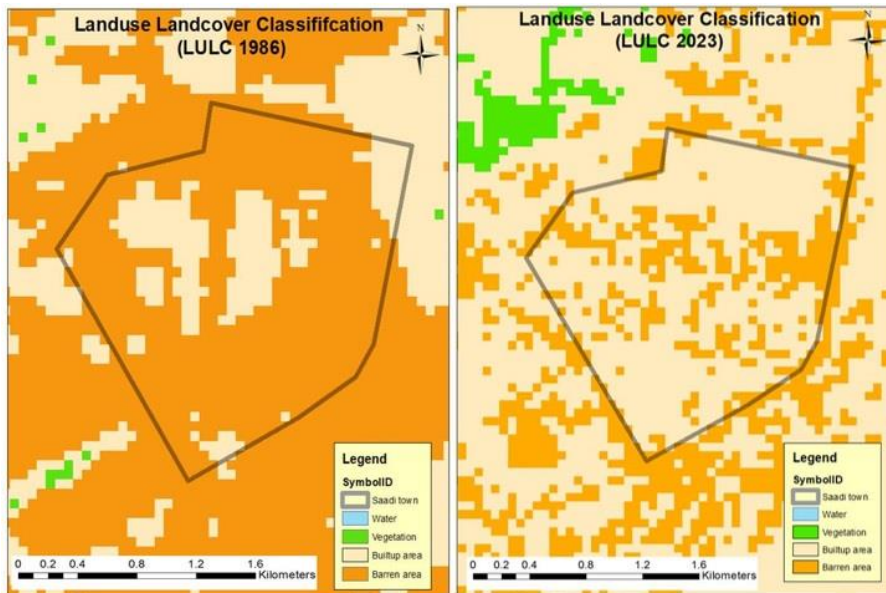 Landuse Landcover Classififcation
(LULC 1986)
N
Legend
SymbolID
Saadi town
Water
Vegetation
Builtup area
Barren area
0 0.2 0.4 0.8 1.2 1.6
Kilometers
Landuse Landcover Classification
(LULC 2023)
N
Legend
SymbolID
Saadi town
Water
Vegetation
Builtup area
Barren area
0 0.2 0.4 0.8 1.2 1.6
Kilometers